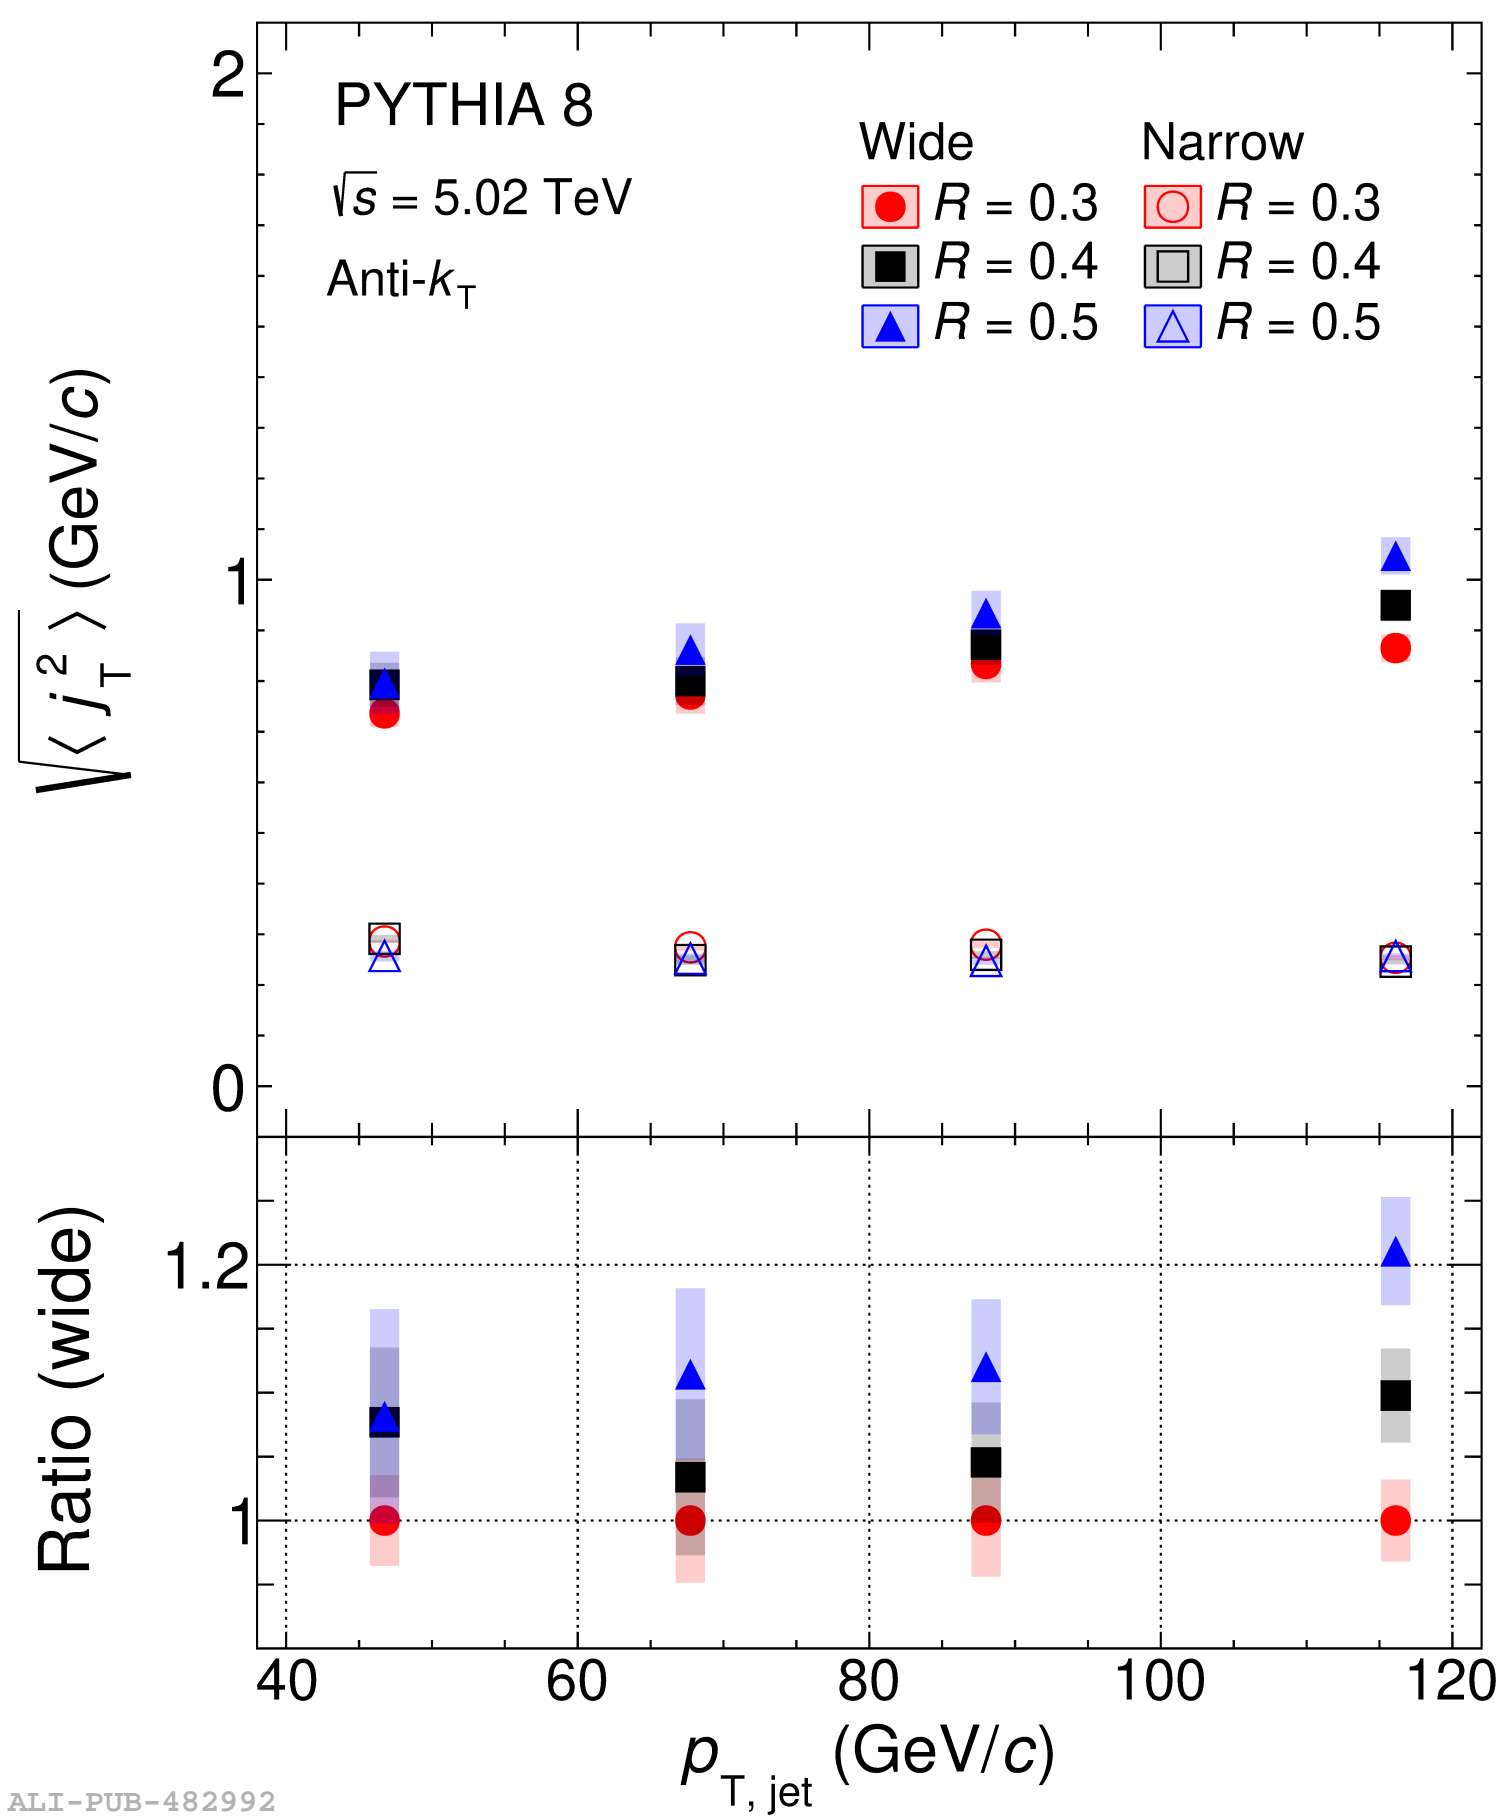 2
PYTHIA 8
√s = 5.02 TeV
Anti-kT
Wide Narrow
R = 0.3 R = 0.3
R = 0.4 R = 0.4
R = 0.5 R = 0.5
√⟨ jT2 ⟩ (GeV/c)
1
0
Ratio (wide)
1.2
1
40 60 80 100 120
pT, jet (GeV/c)
ALI-PUB-482992